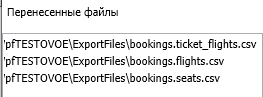 Перенесенные файлы
'pfTESTOVOE\ExportFiles\bookings.ticket_flights.csv
'pfTESTOVOE\ExportFiles\bookings.flights.csv
'pfTESTOVOE\ExportFiles\bookings.seats.csv